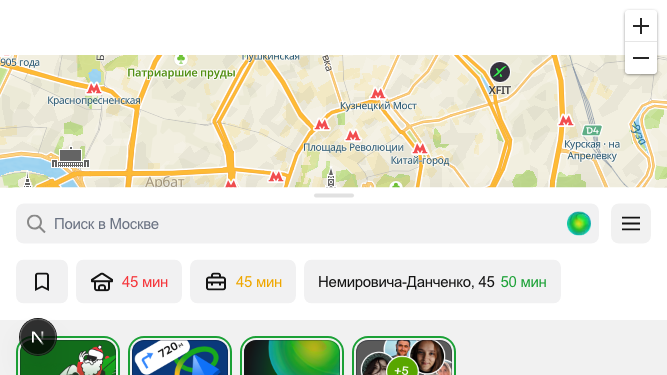 905 года
Пушкинская
Патриаршие пруды
Краснопресненская
XFIT
Кузнецкий Мост
D4
Площадь Революции
Китай город
Курская · на
Апрелевку
Арбат
Поиск в Москве
45 мин
45 мин
Немировича-Данченко, 45 50 мин
N
720м
+5